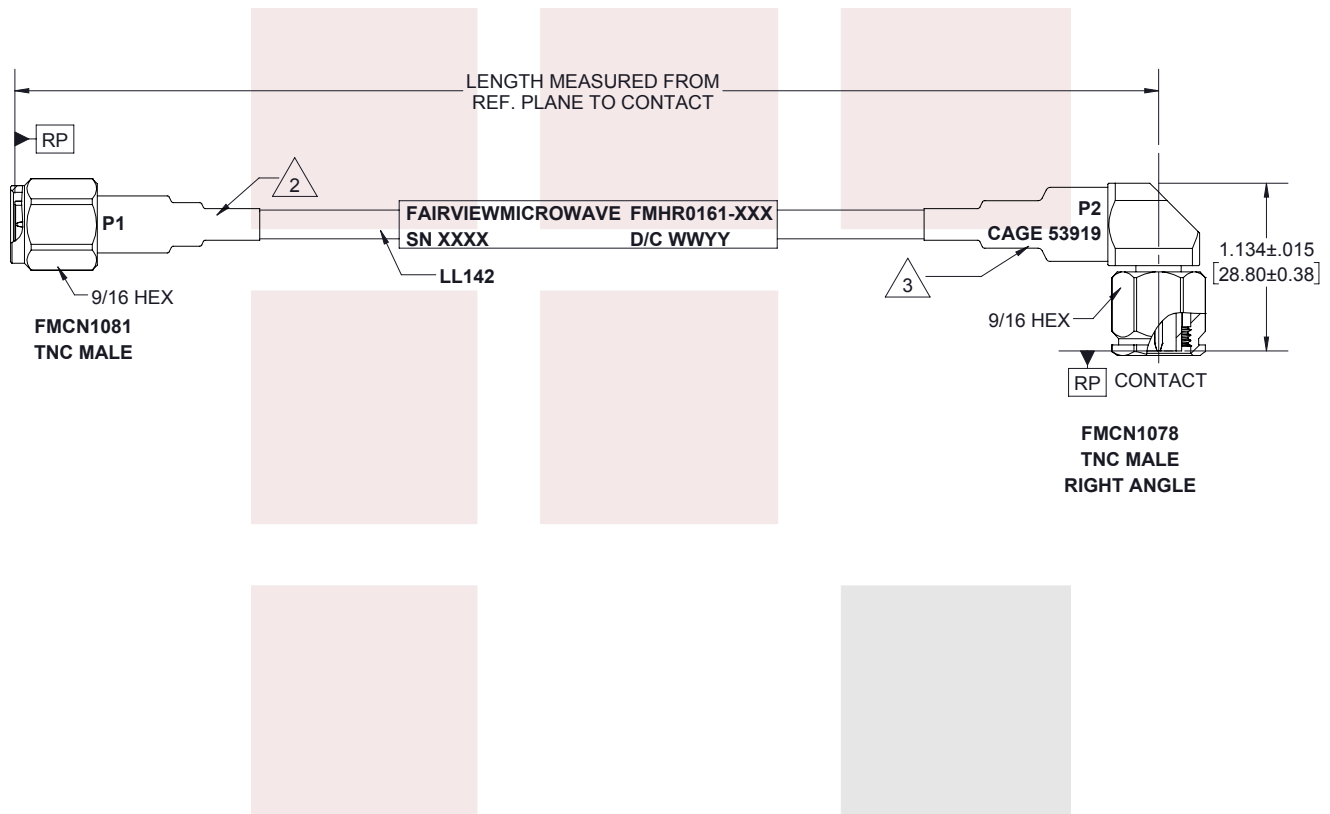 LENGTH MEASURED FROM
REF. PLANE TO CONTACT
RP
2
P1
FAIRVIEWMICROWAVE FMHR0161-XXX
SN XXXX D/C WWYY
P2
CAGE 53919
1.134±.015
[28.80±0.38]
LL142
3
9/16 HEX
FMCN1081
TNC MALE
9/16 HEX
RP CONTACT
FMCN1078
TNC MALE
RIGHT ANGLE